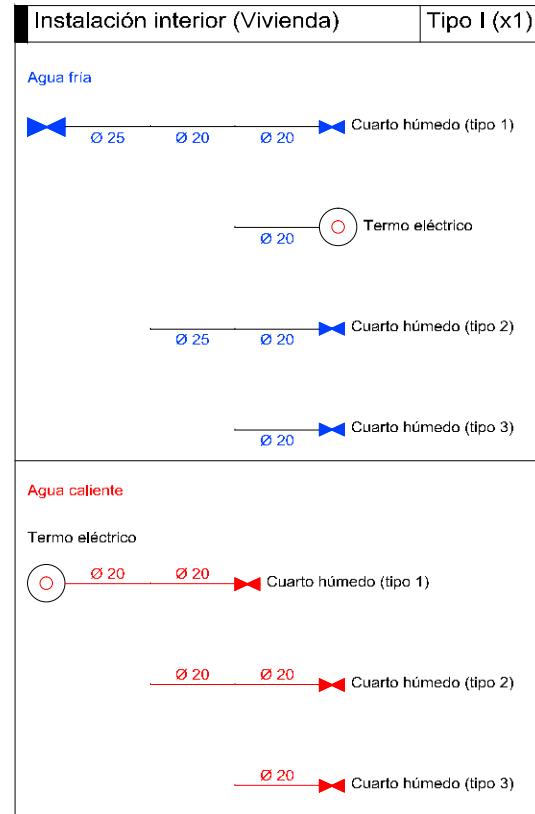 Instalación interior (Vivienda) Tipo I (x1)
Agua fría
Cuarto húmedo (tipo 1)
Ø 25 Ø 20 Ø 20
Termo eléctrico
Ø 20
Cuarto húmedo (tipo 2)
Ø 25 Ø 20
Cuarto húmedo (tipo 3)
Ø 20
Agua caliente
Termo eléctrico
Ø 20 Ø 20
Cuarto húmedo (tipo 1)
Ø 20 Ø 20
Cuarto húmedo (tipo 2)
Ø 20
Cuarto húmedo (tipo 3)